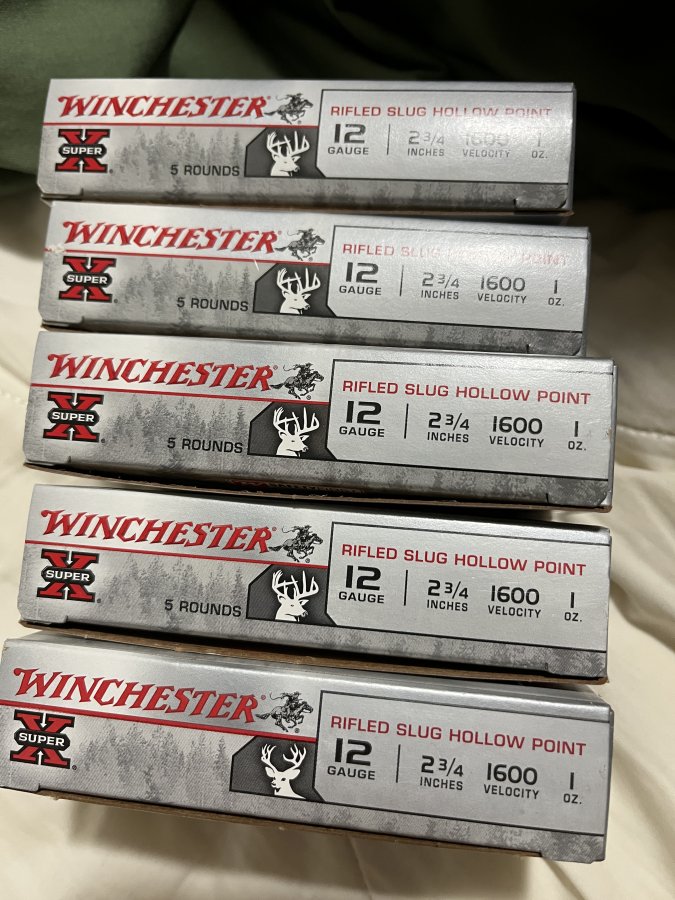 WINCHESTER®
RIFLED SLUG HOLLOW POINT
SUPER X®
5 ROUNDS
12 GAUGE
2 3/4 INCHES
1600 VELOCITY
1 OZ.
WINCHESTER®
RIFLED SLUG HOLLOW POINT
SUPER X®
5 ROUNDS
12 GAUGE
2 3/4 INCHES
1600 VELOCITY
1 OZ.
WINCHESTER®
RIFLED SLUG HOLLOW POINT
SUPER X®
5 ROUNDS
12 GAUGE
2 3/4 INCHES
1600 VELOCITY
1 OZ.
WINCHESTER®
RIFLED SLUG HOLLOW POINT
SUPER X®
5 ROUNDS
12 GAUGE
2 3/4 INCHES
1600 VELOCITY
1 OZ.
WINCHESTER®
RIFLED SLUG HOLLOW POINT
SUPER X®
12 GAUGE
2 3/4 INCHES
1600 VELOCITY
1 OZ.